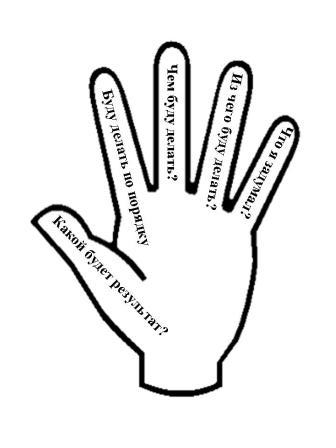 Какой будет результат?
Буду делать по порядку
Чем буду делать?
Из чего буду делать?
Что я задумал?